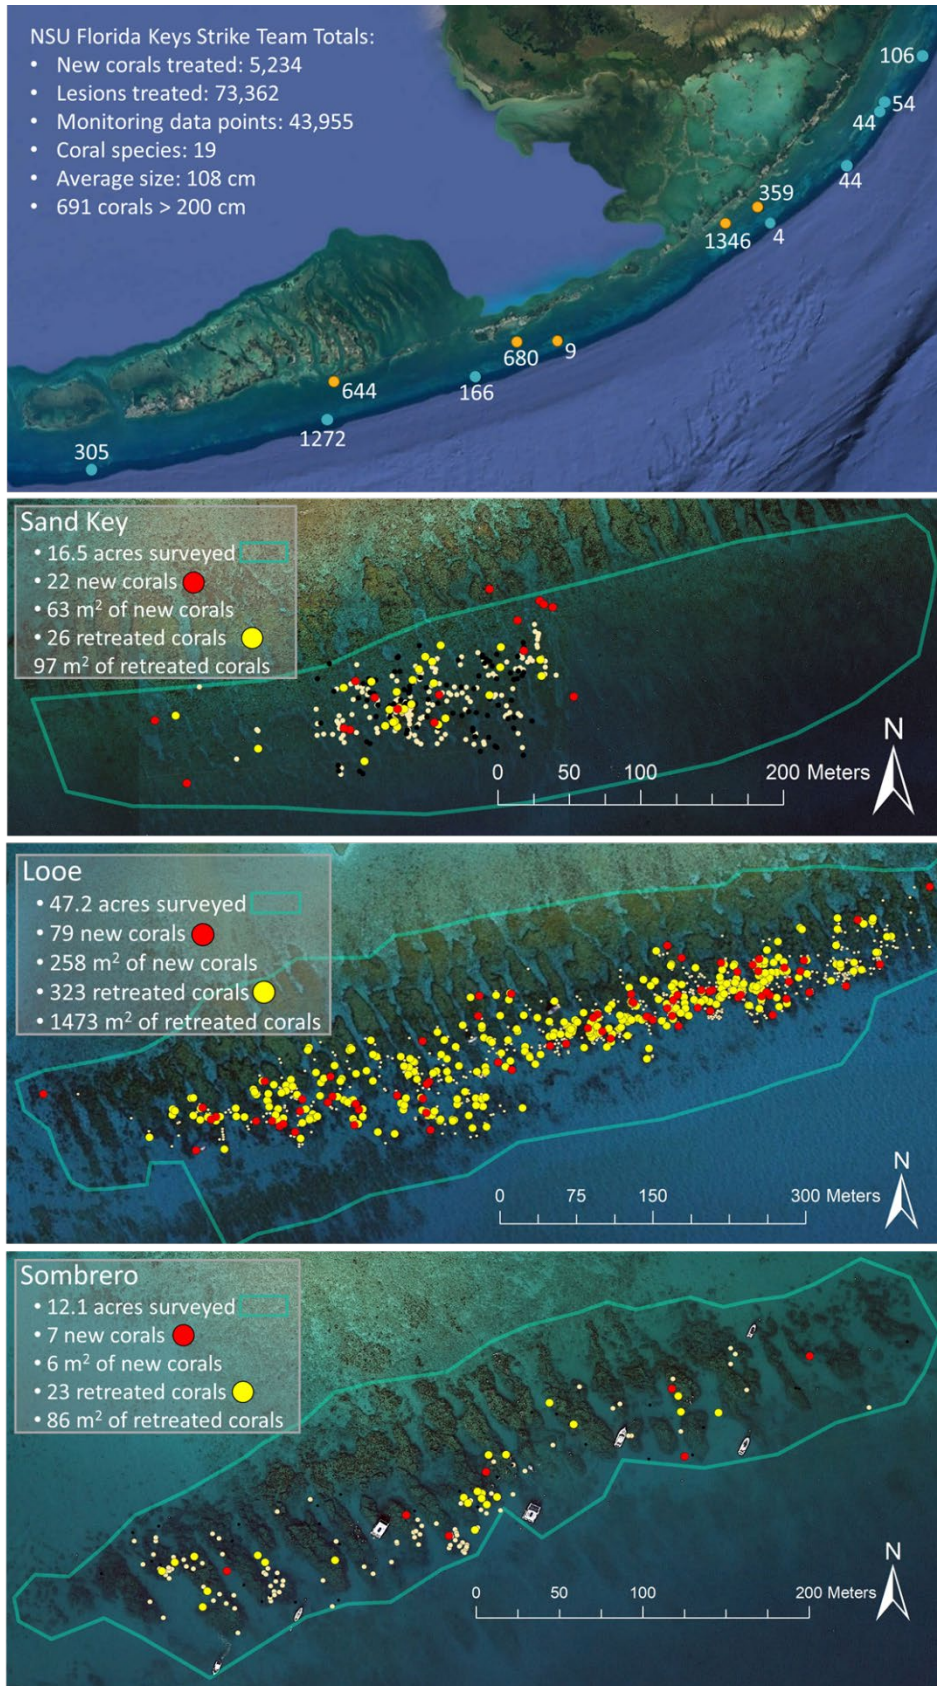 NSU Florida Keys Strike Team Totals:
• New corals treated: 5,234
• Lesions treated: 73,362
• Monitoring data points: 43,955
• Coral species: 19
• Average size: 108 cm
• 691 corals > 200 cm
106
54
44
44
359
1346
4
680
9
644
166
1272
305
Sand Key
• 16.5 acres surveyed
• 22 new corals
• 63 m² of new corals
• 26 retreated corals
97 m² of retreated corals
N
0 50 100 200 Meters
Looe
• 47.2 acres surveyed
• 79 new corals
• 258 m² of new corals
• 323 retreated corals
• 1473 m² of retreated corals
N
0 75 150 300 Meters
Sombrero
• 12.1 acres surveyed
• 7 new corals
• 6 m² of new corals
• 23 retreated corals
• 86 m² of retreated corals
N
0 50 100 200 Meters